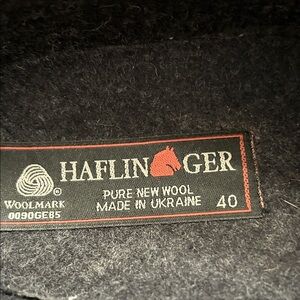 HAFLINGER
PURE NEW WOOL
MADE IN UKRAINE 40
®
WOOLMARK
0090GE85